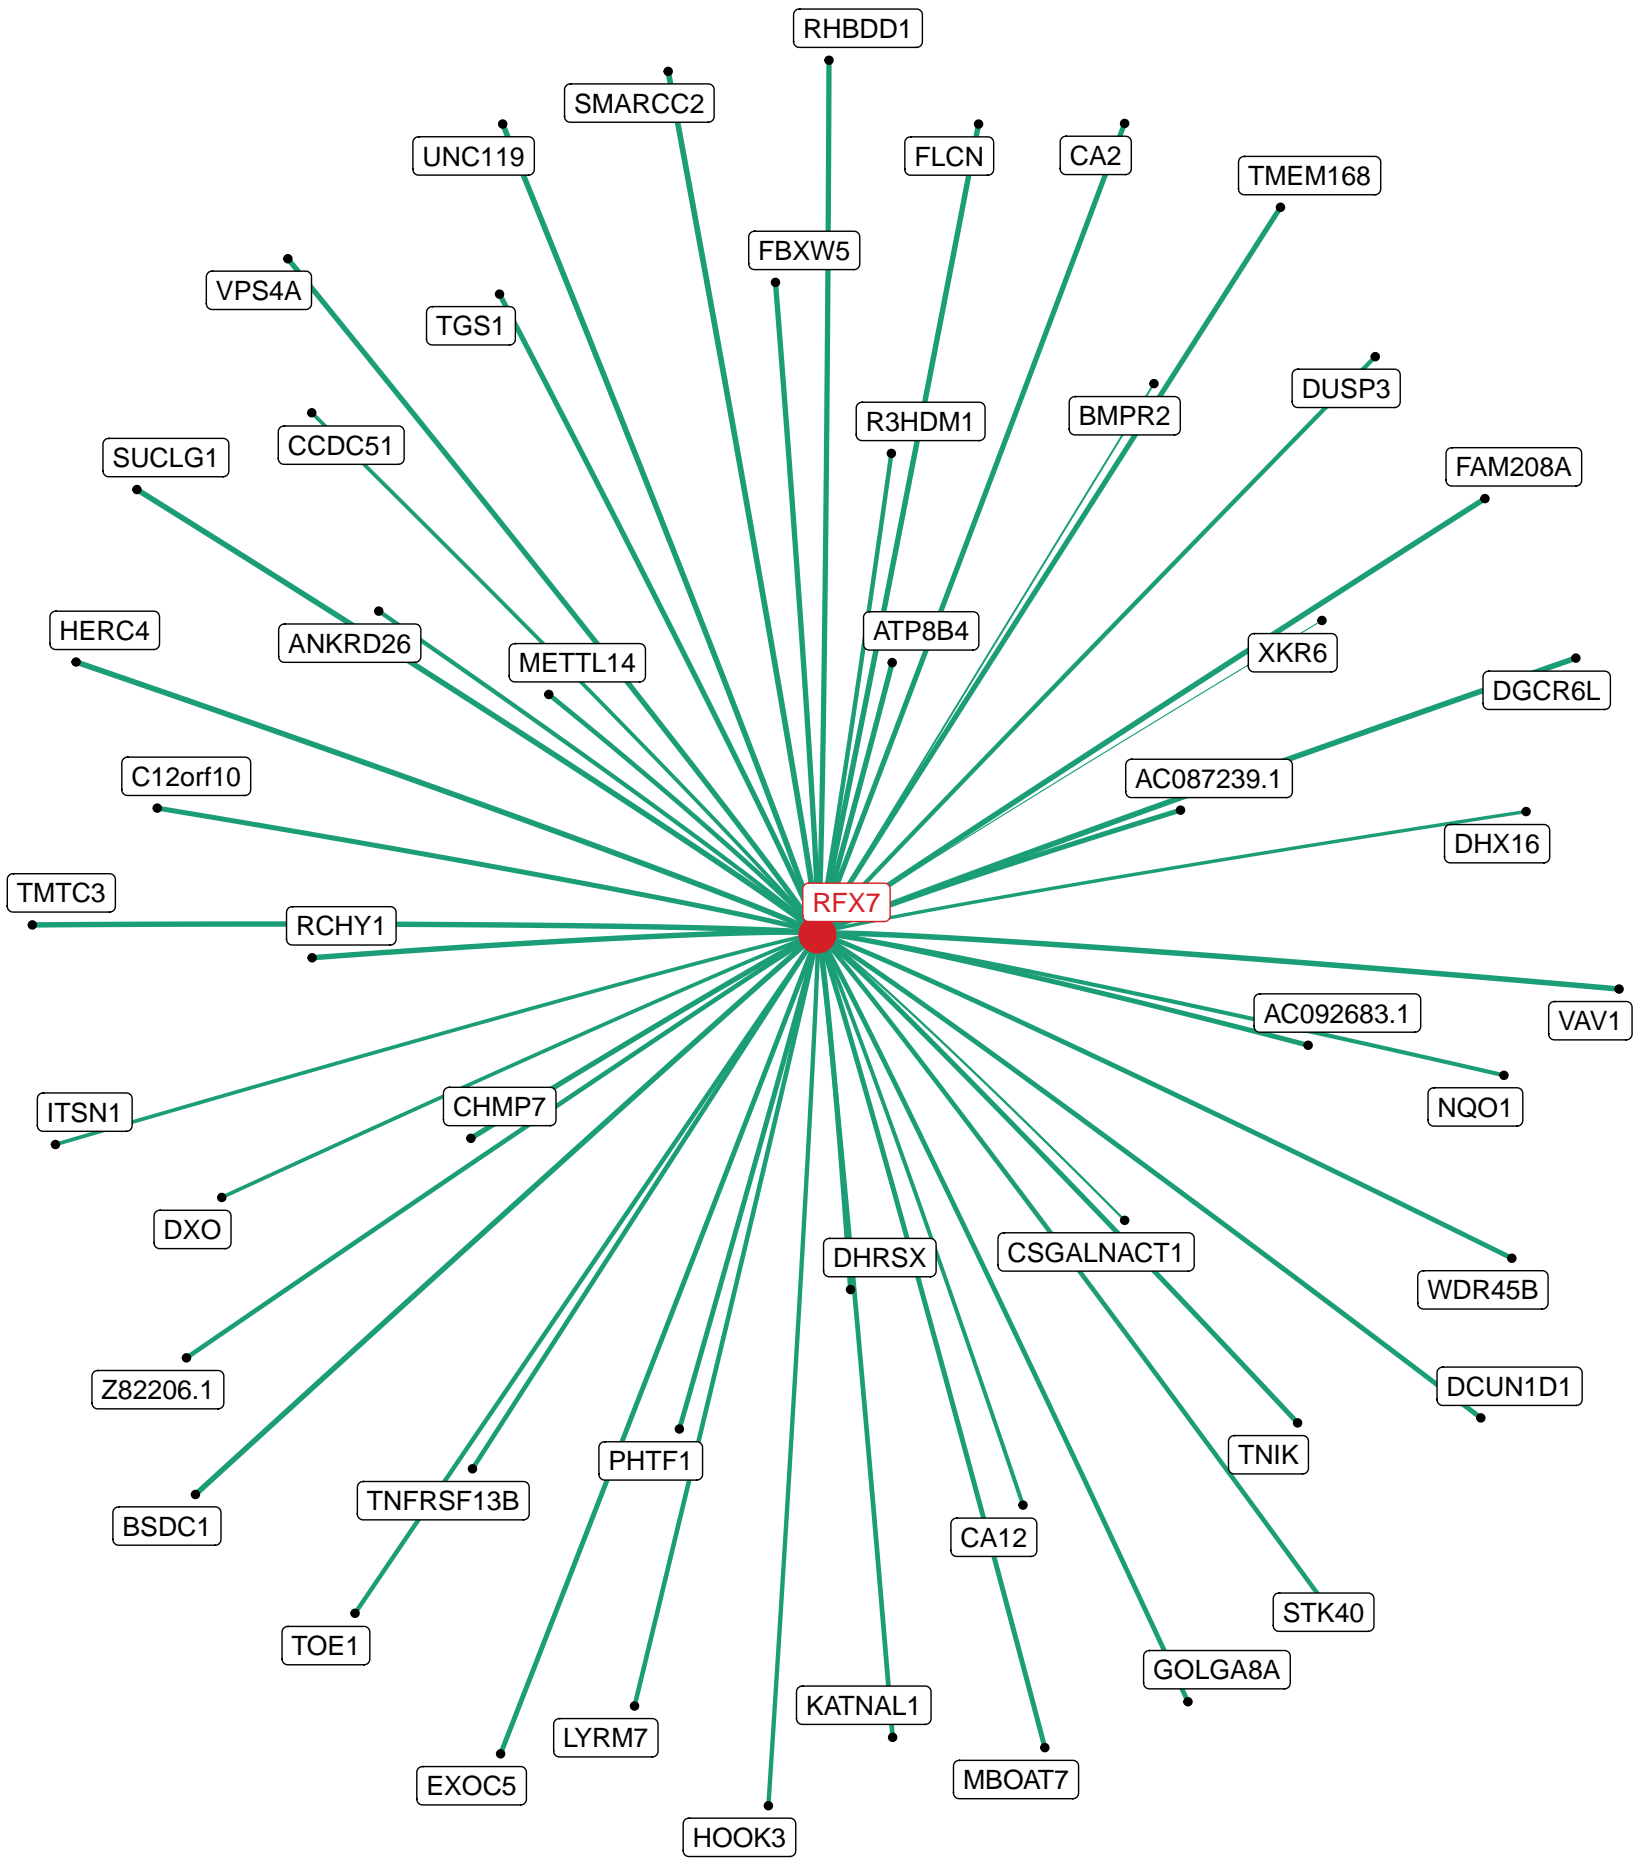 RHBDD1
SMARCC2
UNC119
FLCN
CA2
TMEM168
FBXW5
VPS4A
TGS1
DUSP3
BMPR2
R3HDM1
CCDC51
SUCLG1
FAM208A
HERC4
ANKRD26
METTL14
ATP8B4
XKR6
DGCR6L
C12orf10
AC087239.1
DHX16
TMTC3
RCHY1
RFX7
AC092683.1
VAV1
ITSN1
CHMP7
NQO1
DXO
DHRSX
CSGALNACT1
WDR45B
Z82206.1
DCUN1D1
PHTF1
TNIK
TNFRSF13B
BSDC1
CA12
STK40
TOE1
GOLGA8A
KATNAL1
LYRM7
MBOAT7
EXOC5
HOOK3